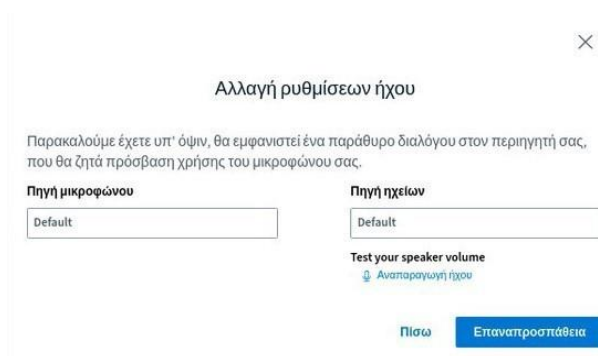 Αλλαγή ρυθμίσεων ήχου
Παρακαλούμε έχετε υπ' όψιν, θα εμφανιστεί ένα παράθυρο διαλόγου στον περιηγητή σας,
που θα ζητά πρόσβαση χρήσης του μικροφώνου σας.
Πηγή μικροφώνου
Πηγή ηχείων
Default
Default
Test your speaker volume
Αναπαραγωγή ήχου
Πίσω
Επαναπροσπάθεια